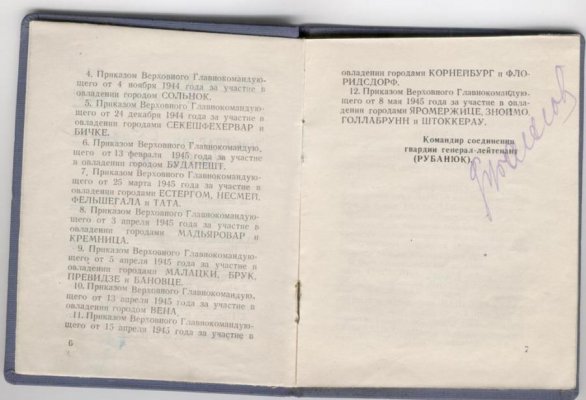 4. Приказом Верховного Главнокомандую-
щего от 4 ноября 1944 года за участие в
овладении городом СОЛЬНОК.
5. Приказом Верховного Главнокомандую-
щего от 24 декабря 1944 года за участие в
овладении городами СЕКЕШФЕХЕРВАР и
БИЧКЕ.
6. Приказом Верховного Главнокомандую-
щего от 13 февраля 1945 года за участие в
овладении городом БУДАПЕШТ.
7. Приказом Верховного Главнокомандую-
щего от 25 марта 1945 года за участие в
овладении городами ЕСТЕРГОМ, НЕСМЕЙ,
ФЕЛЬШЕГАЛА и ТАТА.
8. Приказом Верховного Главнокомандую-
щего от 3 апреля 1945 года за участие в
овладении городами МАДЬЯРОВАР и
КРЕМНИЦА.
9. Приказом Верховного Главнокомандую-
щего от 5 апреля 1945 года за участие в
овладении городами МАЛАЦКИ, БРУК,
ПРЕВИДЗЕ и БАНОВЦЕ.
10. Приказом Верховного Главнокомандую-
щего от 13 апреля 1945 года за участие в
овладении городом ВЕНА.
11. Приказом Верховного Главнокомандую-
щего от 15 апреля 1945 года за участие в
6
овладении городами КОРНЕЙБУРГ и ФЛО-
РИДСДОРФ.
12. Приказом Верховного Главнокомандую-
щего от 8 мая 1945 года за участие в овла-
дении городами ЯРОМЕРЖИЦЕ, ЗНОЙМО,
ГОЛЛАБРУНН и ШТОККЕРАУ.
Командир соединения
гвардии генерал-лейтенант
(РУБАНЮК)
7